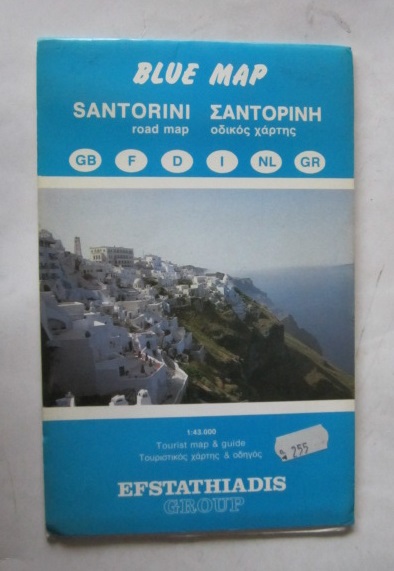 BLUE MAP
SANTORINI ΣΑΝΤΟΡΙΝΗ
road map οδικός χάρτης
GB F D I NL GR
1:43.000
Tourist map & guide
Τουριστικός χάρτης & οδηγός
255
EFSTATHIADIS
GROUP